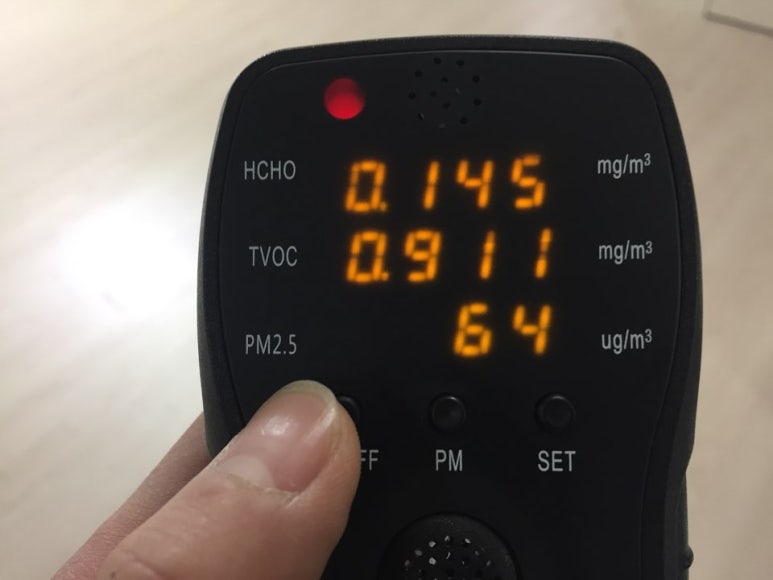 HCHO 0.145 mg/m³
TVOC 0.911 mg/m³
PM2.5 64 ug/m³
PM SET